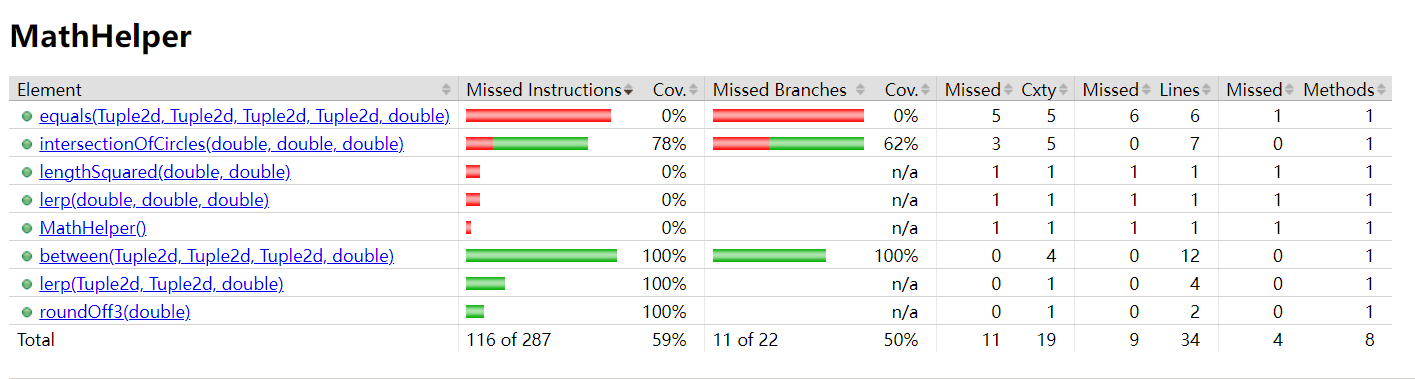 MathHelper
Element Missed Instructions Cov. Missed Branches Cov. Missed Cxty Missed Lines Missed Methods
equals(Tuple2d, Tuple2d, Tuple2d, Tuple2d, double) 0% 0% 5 5 6 6 1 1
intersectionOfCircles(double, double, double) 78% 62% 3 5 0 7 0 1
lengthSquared(double, double) 0% n/a 1 1 1 1 1 1
lerp(double, double, double) 0% n/a 1 1 1 1 1 1
MathHelper() 0% n/a 1 1 1 1 1 1
between(Tuple2d, Tuple2d, Tuple2d, double) 100% 100% 0 4 0 12 0 1
lerp(Tuple2d, Tuple2d, double) 100% n/a 0 1 0 4 0 1
roundOff3(double) 100% n/a 0 1 0 2 0 1
Total 116 of 287 59% 11 of 22 50% 11 19 9 34 4 8